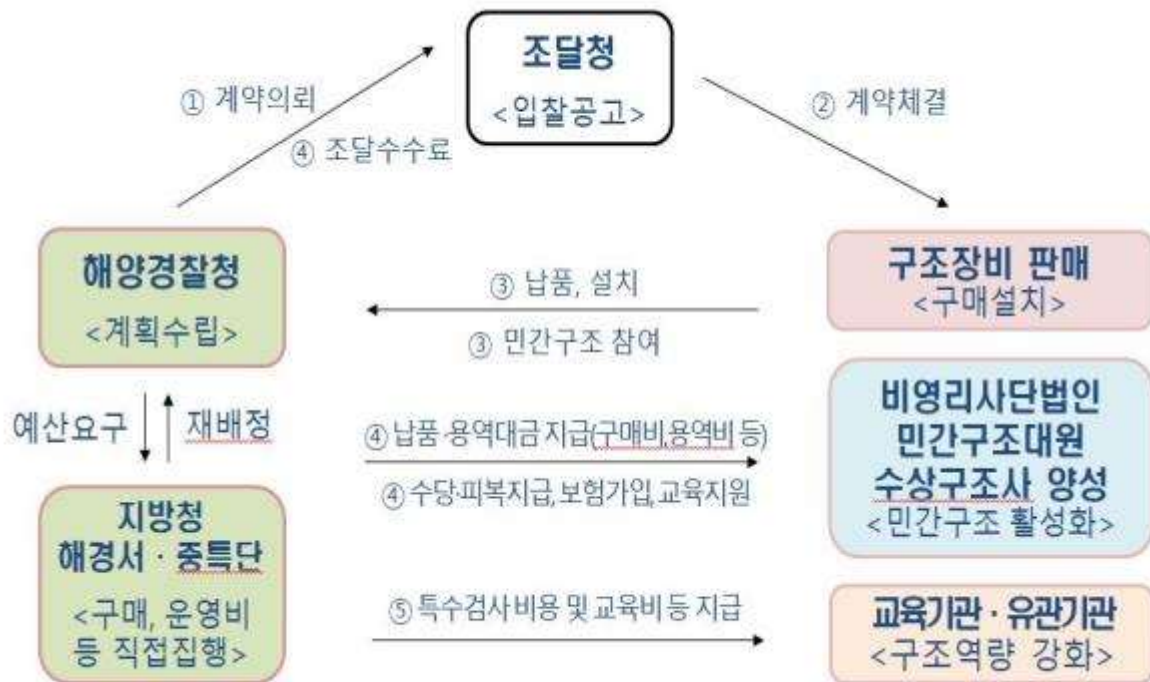 조달청
<입찰공고>
① 계약의뢰
④ 조달수수료
② 계약체결
해양경찰청
<계획수립>
③ 납품, 설치
③ 민간구조 참여
구조장비 판매
<구매설치>
예산요구
재배정
④ 납품·용역대금 지급(구매비,용역비 등)
④ 수당·피복지급, 보험가입, 교육지원
비영리사단법인
민간구조대원
수상구조사 양성
<민간구조 활성화>
지방청
해경서·중특단
<구매, 운영비
등 직접집행>
⑤ 특수검사 비용 및 교육비 등 지급
교육기관·유관기관
<구조역량 강화>